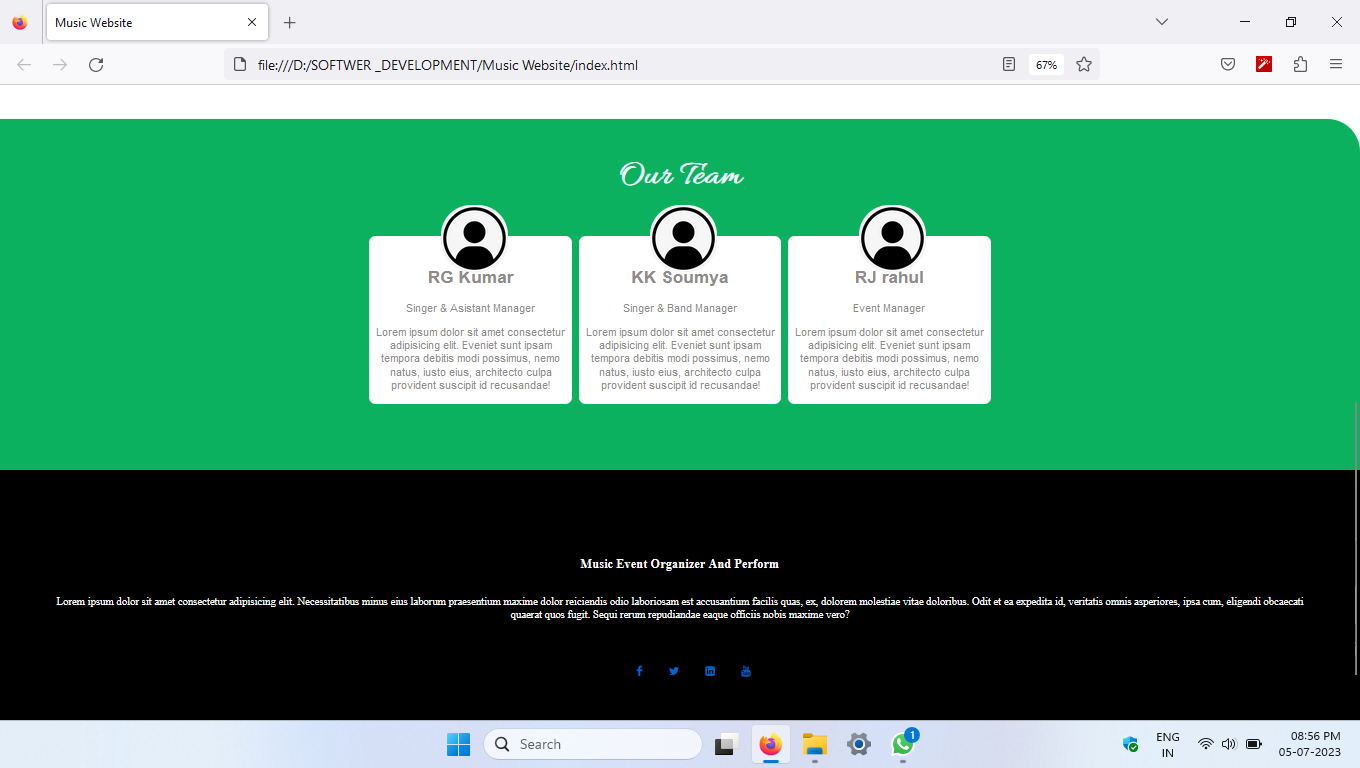 Music Website
file:///D:/SOFTWER _DEVELOPMENT/Music Website/index.html
67%
Our Team
RG Kumar
Singer & Asistant Manager
Lorem ipsum dolor sit amet consectetur
adipisicing elit. Eveniet sunt ipsam
tempora debitis modi possimus, nemo
natus, iusto eius, architecto culpa
provident suscipit id recusandae!
KK Soumya
Singer & Band Manager
Lorem ipsum dolor sit amet consectetur
adipisicing elit. Eveniet sunt ipsam
tempora debitis modi possimus, nemo
natus, iusto eius, architecto culpa
provident suscipit id recusandae!
RJ rahul
Event Manager
Lorem ipsum dolor sit amet consectetur
adipisicing elit. Eveniet sunt ipsam
tempora debitis modi possimus, nemo
natus, iusto eius, architecto culpa
provident suscipit id recusandae!
Music Event Organizer And Perform
Lorem ipsum dolor sit amet consectetur adipisicing elit. Necessitatibus minus eius laborum praesentium maxime dolor reiciendis odio laboriosam est accusantium facilis quas, ex, dolorem molestiae vitae doloribus. Odit et ea expedita id, veritatis omnis asperiores, ipsa cum, eligendi obcaecati
quaerat quos fugit. Sequi rerum repudiandae eaque officiis nobis maxime vero?
Search
1
ENG
IN
08:56 PM
05-07-2023